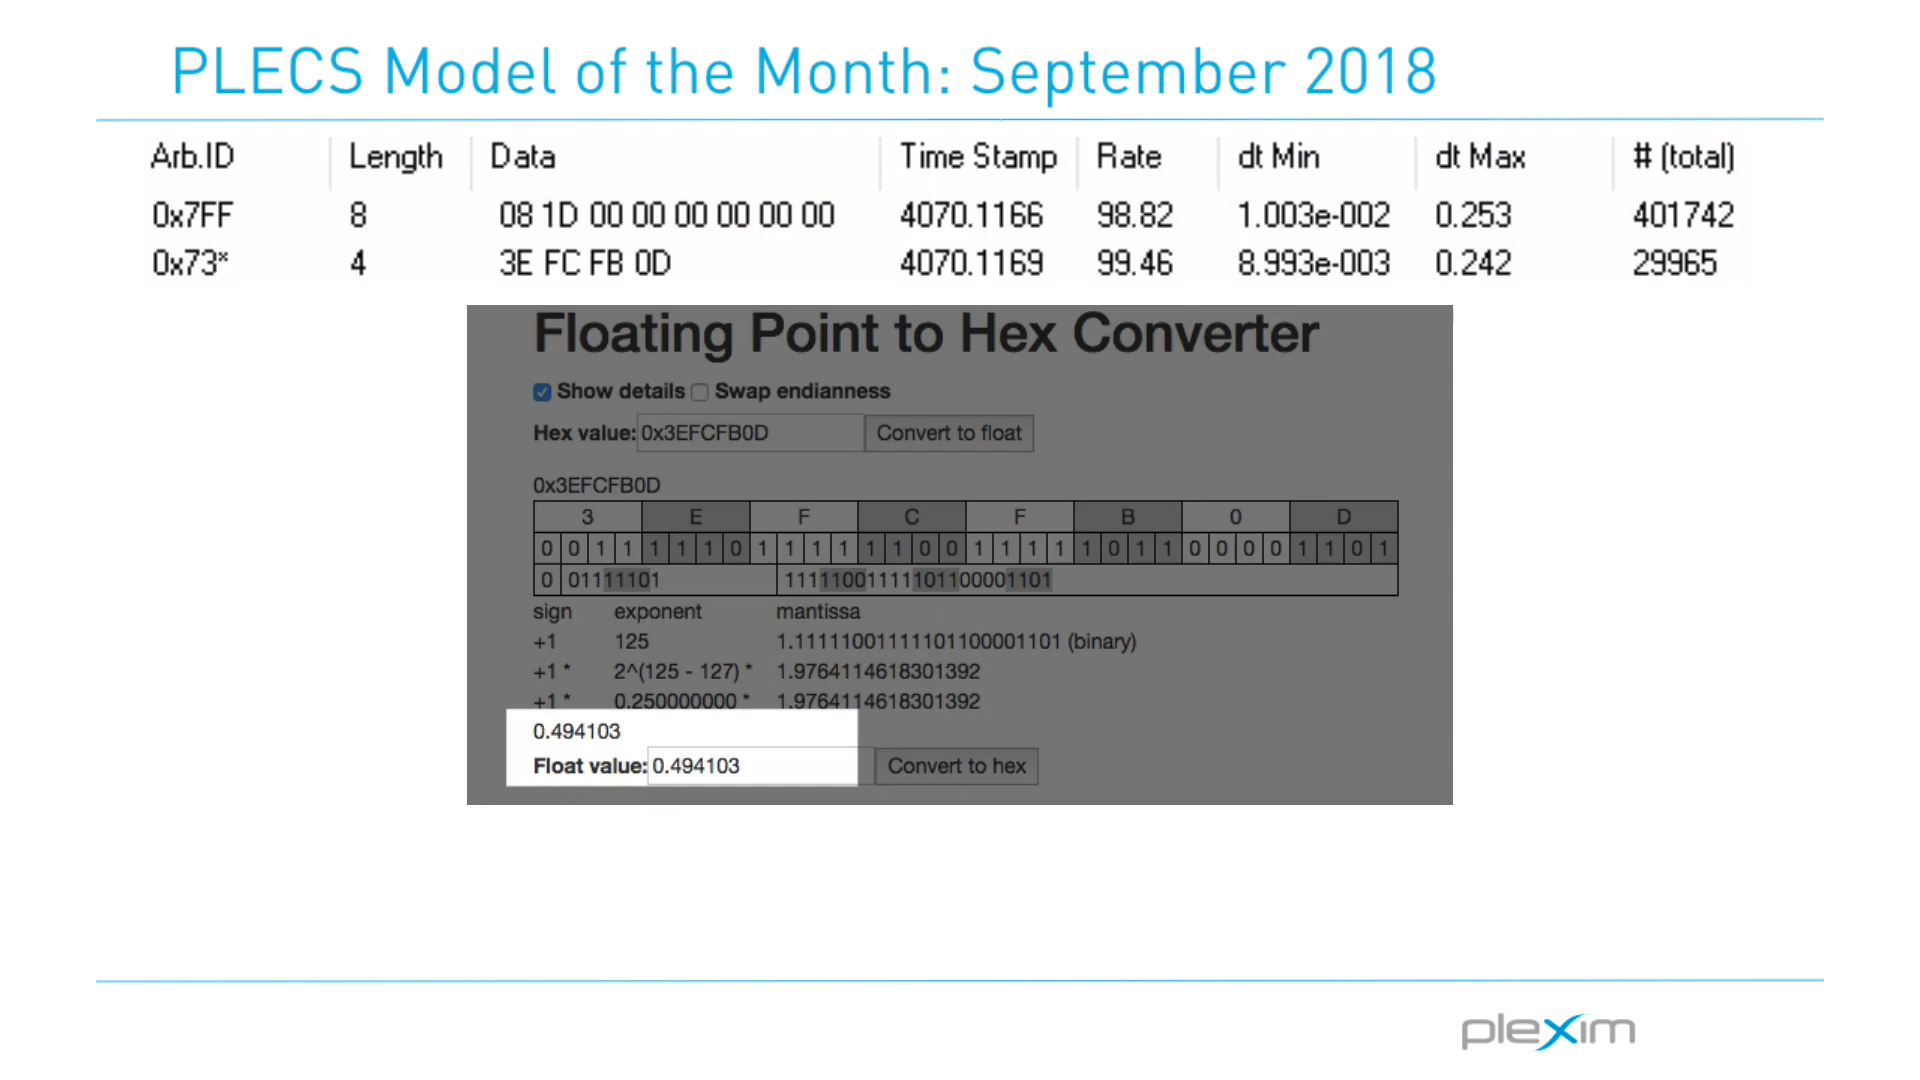 PLECS Model of the Month: September 2018
Arb.ID Length Data Time Stamp Rate dt Min dt Max # (total)
0x7FF 8 08 1D 00 00 00 00 00 00 4070.1166 98.82 1.003e-002 0.253 401742
0x73* 4 3E FC FB 0D 4070.1169 99.46 8.993e-003 0.242 29965
Floating Point to Hex Converter
Show details Swap endianness
Hex value: 0x3EFCFB0D Convert to float
0x3EFCFB0D
3 E F C F B 0 D
0 0 1 1 1 1 1 0 1 1 1 1 1 1 0 0 1 1 1 1 1 0 1 1 0 0 0 0 1 1 0 1
0 01111101 11111001111101100001101
sign exponent mantissa
+1 125 1.11111001111101100001101 (binary)
+1 * 2^(125 - 127) * 1.9764114618301392
+1 * 0.250000000 * 1.9764114618301392
0.494103
Float value: 0.494103 Convert to hex
plexim